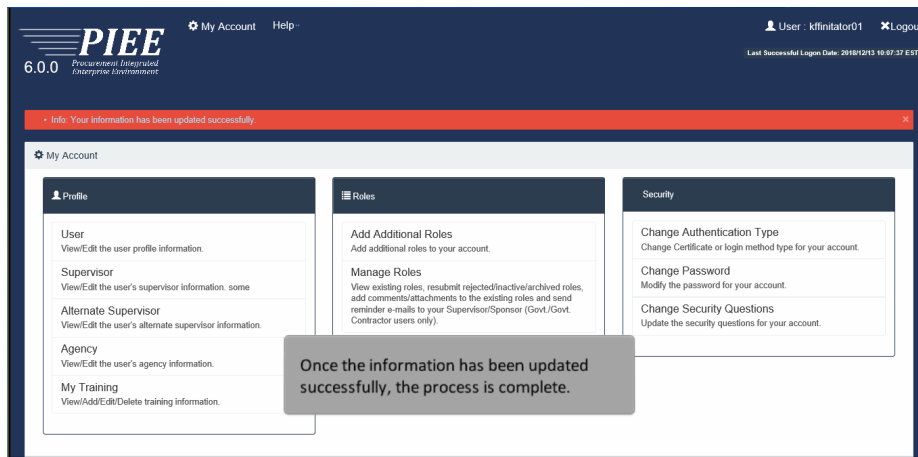 PIEE
Procurement Integrated
Enterprise Environment
6.0.0
My Account Help
User : kffinitator01 Logou
Last Successful Logon Date: 2018/12/13 10:07:37 EST
Info: Your information has been updated successfully.
My Account
Profile
User
View/Edit the user profile information.
Supervisor
View/Edit the user's supervisor information. some
Alternate Supervisor
View/Edit the user's alternate supervisor information.
Agency
View/Edit the user's agency information.
My Training
View/Add/Edit/Delete training information.
Roles
Add Additional Roles
Add additional roles to your account.
Manage Roles
View existing roles, resubmit rejected/inactive/archived roles,
add comments/attachments to the existing roles and send
reminder e-mails to your Supervisor/Sponsor (Govt./Govt.
Contractor users only).
Security
Change Authentication Type
Change Certificate or login method type for your account.
Change Password
Modify the password for your account.
Change Security Questions
Update the security questions for your account.
Once the information has been updated
successfully, the process is complete.